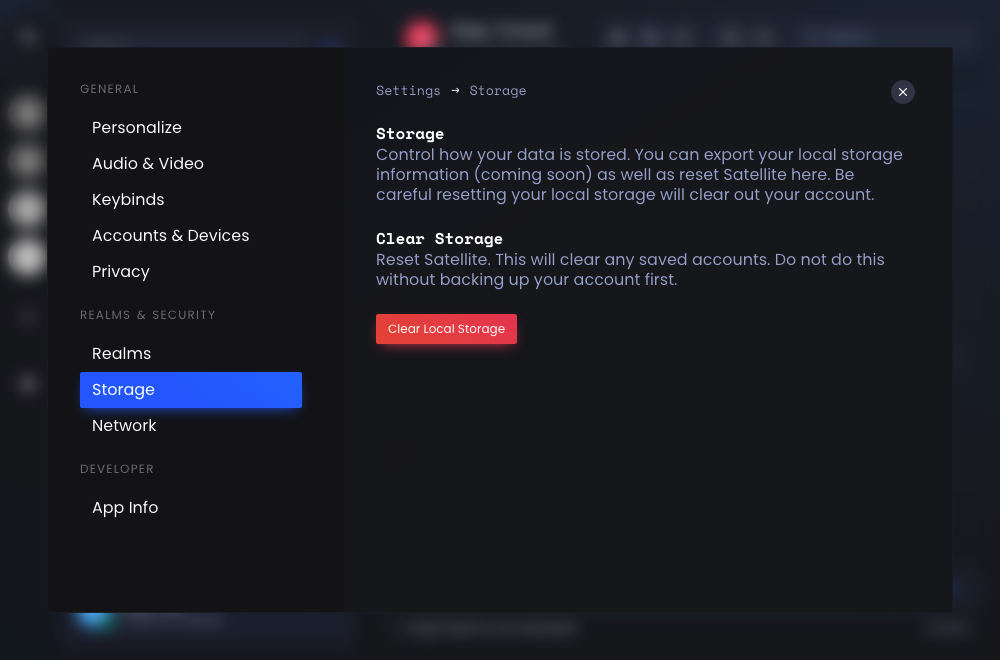 GENERAL
Personalize
Audio & Video
Keybinds
Accounts & Devices
Privacy
REALMS & SECURITY
Realms
Storage
Network
DEVELOPER
App Info
Settings → Storage
Storage
Control how your data is stored. You can export your local storage
information (coming soon) as well as reset Satellite here. Be
careful resetting your local storage will clear out your account.
Clear Storage
Reset Satellite. This will clear any saved accounts. Do not do this
without backing up your account first.
Clear Local Storage